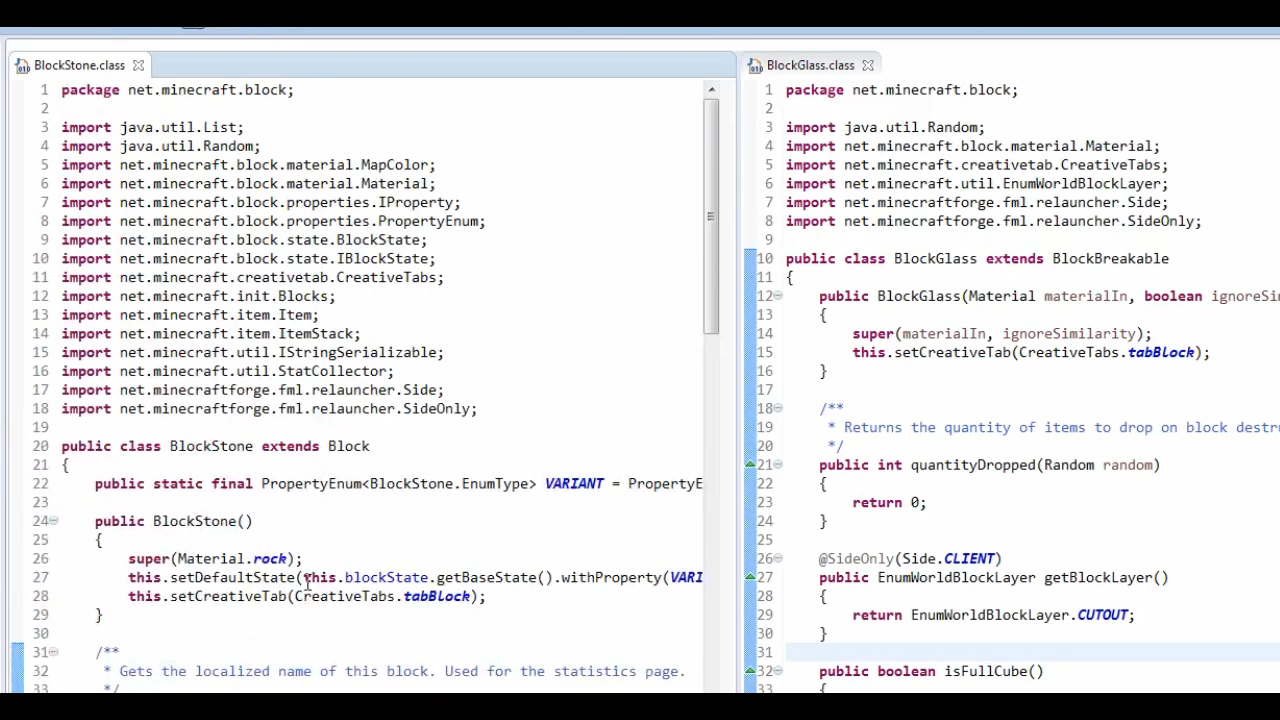 BlockStone.class
1 package net.minecraft.block;
2
3 import java.util.List;
4 import java.util.Random;
5 import net.minecraft.block.material.MapColor;
6 import net.minecraft.block.material.Material;
7 import net.minecraft.block.properties.IProperty;
8 import net.minecraft.block.properties.PropertyEnum;
9 import net.minecraft.block.state.BlockState;
10 import net.minecraft.block.state.IBlockState;
11 import net.minecraft.creativetab.CreativeTabs;
12 import net.minecraft.init.Blocks;
13 import net.minecraft.item.Item;
14 import net.minecraft.item.ItemStack;
15 import net.minecraft.util.IStringSerializable;
16 import net.minecraft.util.StatCollector;
17 import net.minecraftforge.fml.relauncher.Side;
18 import net.minecraftforge.fml.relauncher.SideOnly;
19
20 public class BlockStone extends Block
21 {
22 public static final PropertyEnum<BlockStone.EnumType> VARIANT = PropertyE
23
24 public BlockStone()
25 {
26 super(Material.rock);
27 this.setDefaultState(this.blockState.getBaseState().withProperty(VARI
28 this.setCreativeTab(CreativeTabs.tabBlock);
29 }
30
31 /**
32 * Gets the localized name of this block. Used for the statistics page.
33 */
BlockGlass.class
1 package net.minecraft.block;
2
3 import java.util.Random;
4 import net.minecraft.block.material.Material;
5 import net.minecraft.creativetab.CreativeTabs;
6 import net.minecraft.util.EnumWorldBlockLayer;
7 import net.minecraftforge.fml.relauncher.Side;
8 import net.minecraftforge.fml.relauncher.SideOnly;
9
10 public class BlockGlass extends BlockBreakable
11 {
12 public BlockGlass(Material materialIn, boolean ignoreSi
13 {
14 super(materialIn, ignoreSimilarity);
15 this.setCreativeTab(CreativeTabs.tabBlock);
16 }
17
18 /**
19 * Returns the quantity of items to drop on block destr
20 */
21 public int quantityDropped(Random random)
22 {
23 return 0;
24 }
25
26 @SideOnly(Side.CLIENT)
27 public EnumWorldBlockLayer getBlockLayer()
28 {
29 return EnumWorldBlockLayer.CUTOUT;
30 }
31
32 public boolean isFullCube()
33 {